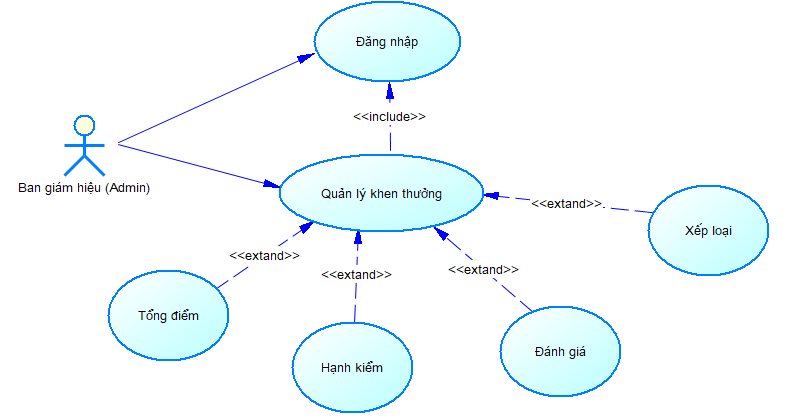 Đăng nhập
<<include>>
Ban giám hiệu (Admin)
Quản lý khen thưởng
<<extand>>
Xếp loại
<<extand>>
<<extand>>
<<extand>>
Tổng điểm
Hạnh kiểm
Đánh giá